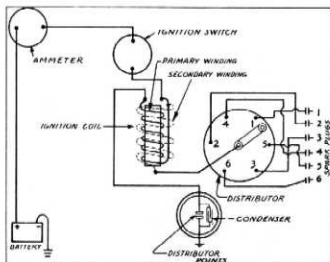 IGNITION SWITCH
AMMETER
PRIMARY WINDING
SECONDARY WINDING
IGNITION COIL
4
1
2
5
6
3
1
2
3
4
5
6
SPARK PLUGS
DISTRIBUTOR
CONDENSER
BATTERY
DISTRIBUTOR
POINTS